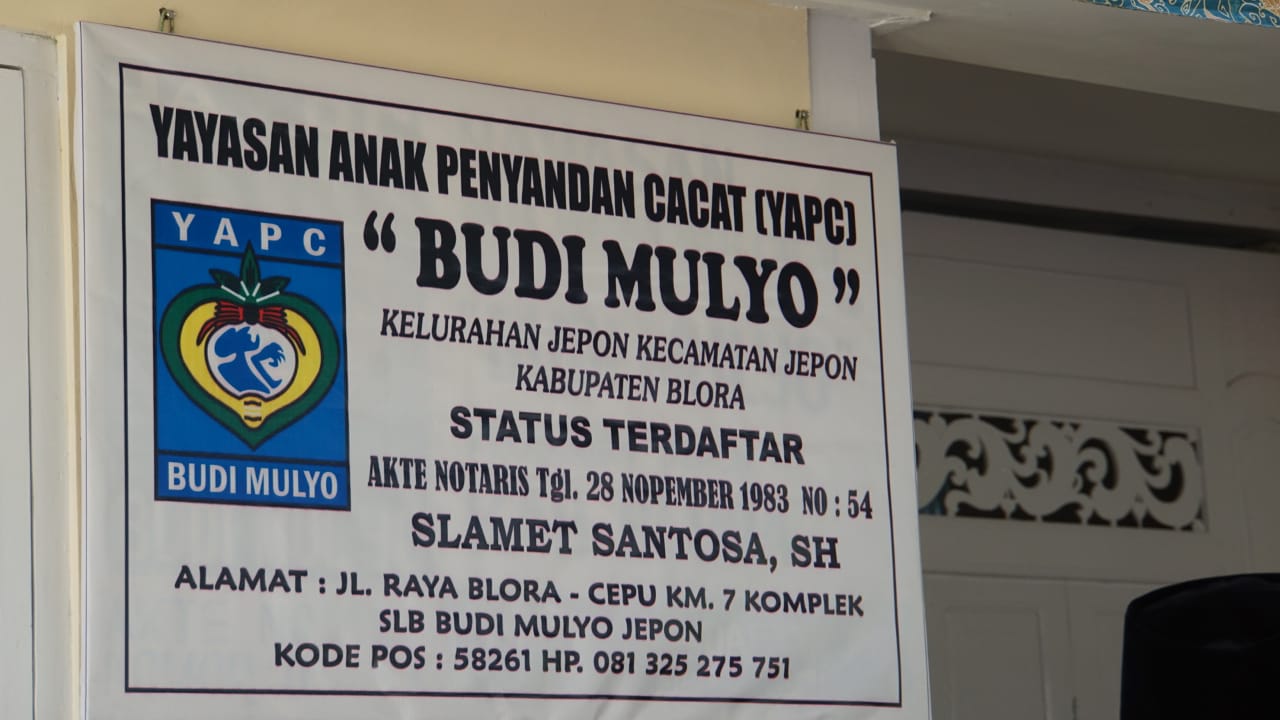 YAYASAN ANAK PENYANDAN CACAT (YAPC)
YAPC
BUDI MULYO
“ BUDI MULYO ”
KELURAHAN JEPON KECAMATAN JEPON
KABUPATEN BLORA
STATUS TERDAFTAR
AKTE NOTARIS Tgl. 28 NOPEMBER 1983 NO : 54
SLAMET SANTOSA, SH
ALAMAT : JL. RAYA BLORA - CEPU KM. 7 KOMPLEK
SLB BUDI MULYO JEPON
KODE POS : 58261 HP. 081 325 275 751